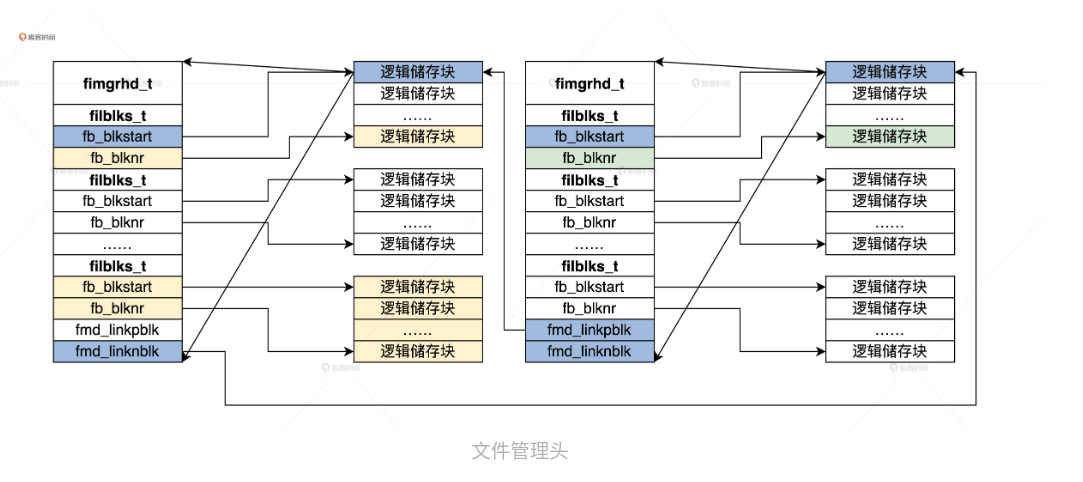 极客时间
fimgrhd_t
filblks_t
fb_blkstart
fb_blknr
filblks_t
fb_blkstart
fb_blknr
……
filblks_t
fb_blkstart
fb_blknr
fmd_linkpblk
fmd_linknblk
逻辑储存块
逻辑储存块
……
逻辑储存块
逻辑储存块
逻辑储存块
……
逻辑储存块
逻辑储存块
逻辑储存块
……
逻辑储存块
fimgrhd_t
filblks_t
fb_blkstart
fb_blknr
filblks_t
fb_blkstart
fb_blknr
……
filblks_t
fb_blkstart
fb_blknr
fmd_linkpblk
fmd_linknblk
逻辑储存块
逻辑储存块
……
逻辑储存块
逻辑储存块
逻辑储存块
……
逻辑储存块
逻辑储存块
逻辑储存块
……
逻辑储存块
文件管理头